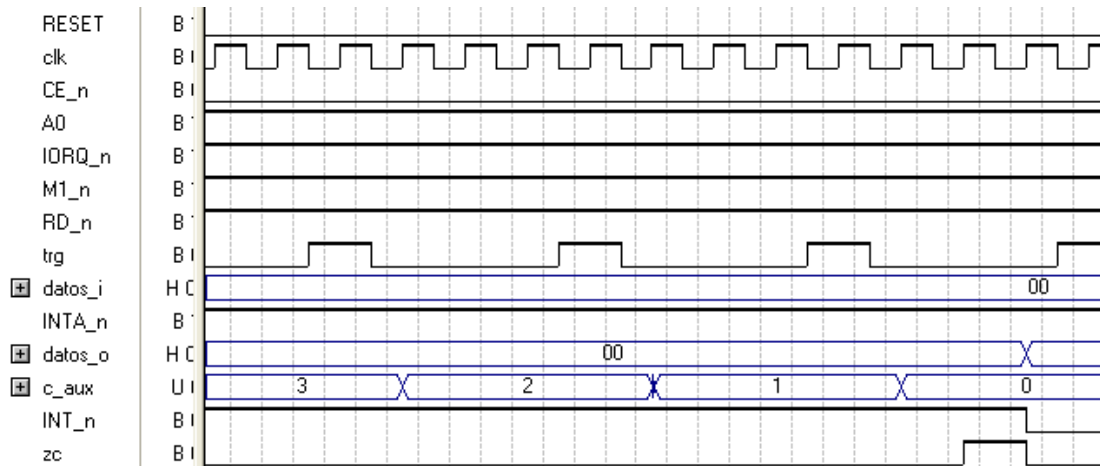 RESET B 1
clk B
CE_n B
A0 B
IORQ_n B
M1_n B
RD_n B
trg B
datos_i H 00
INTA_n B
datos_o H 00
c_aux U 3 2 1 0
INT_n B
zc B